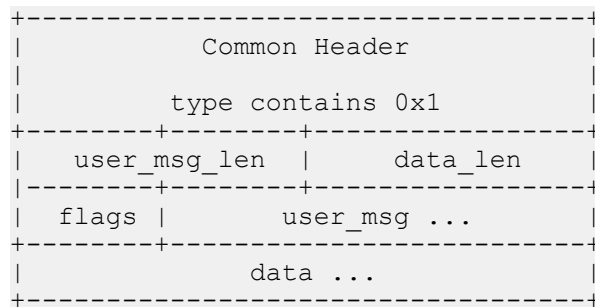 Common Header
type contains 0x1
user_msg_len | data_len
flags | user_msg ...
data ...